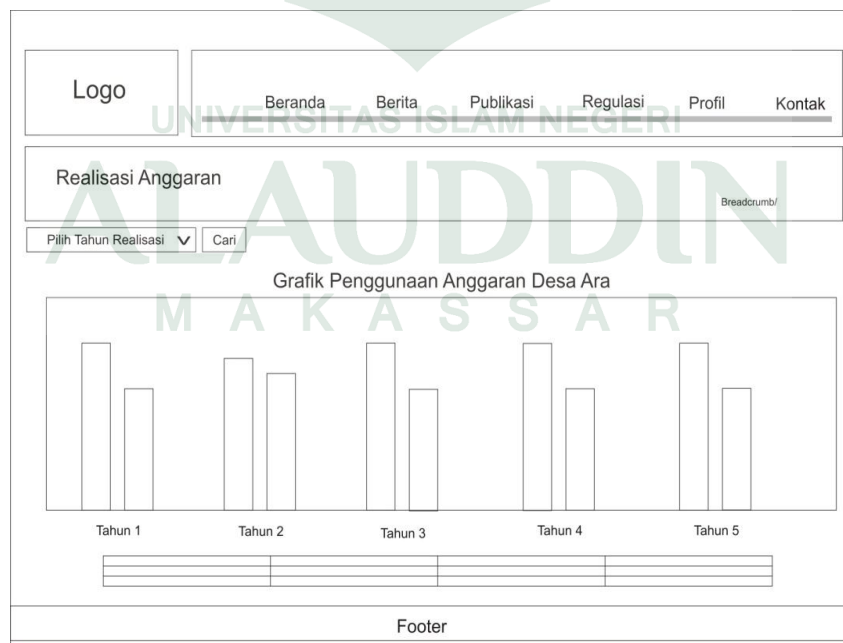 Logo
Beranda Berita Publikasi Regulasi Profil Kontak
UNIVERSITAS ISLAM NEGERI
Realisasi Anggaran
Breadcrumb/
ALAUDDIN
Pilih Tahun Realisasi Cari
Grafik Penggunaan Anggaran Desa Ara
MAKASSAR
Tahun 1 Tahun 2 Tahun 3 Tahun 4 Tahun 5
Footer